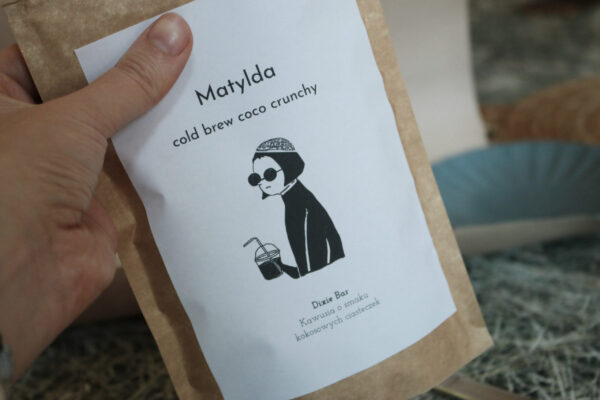 Matylda
cold brew coco crunchy
Dixie Bar
Kawusia o smaku
kokosowych ciasteczek